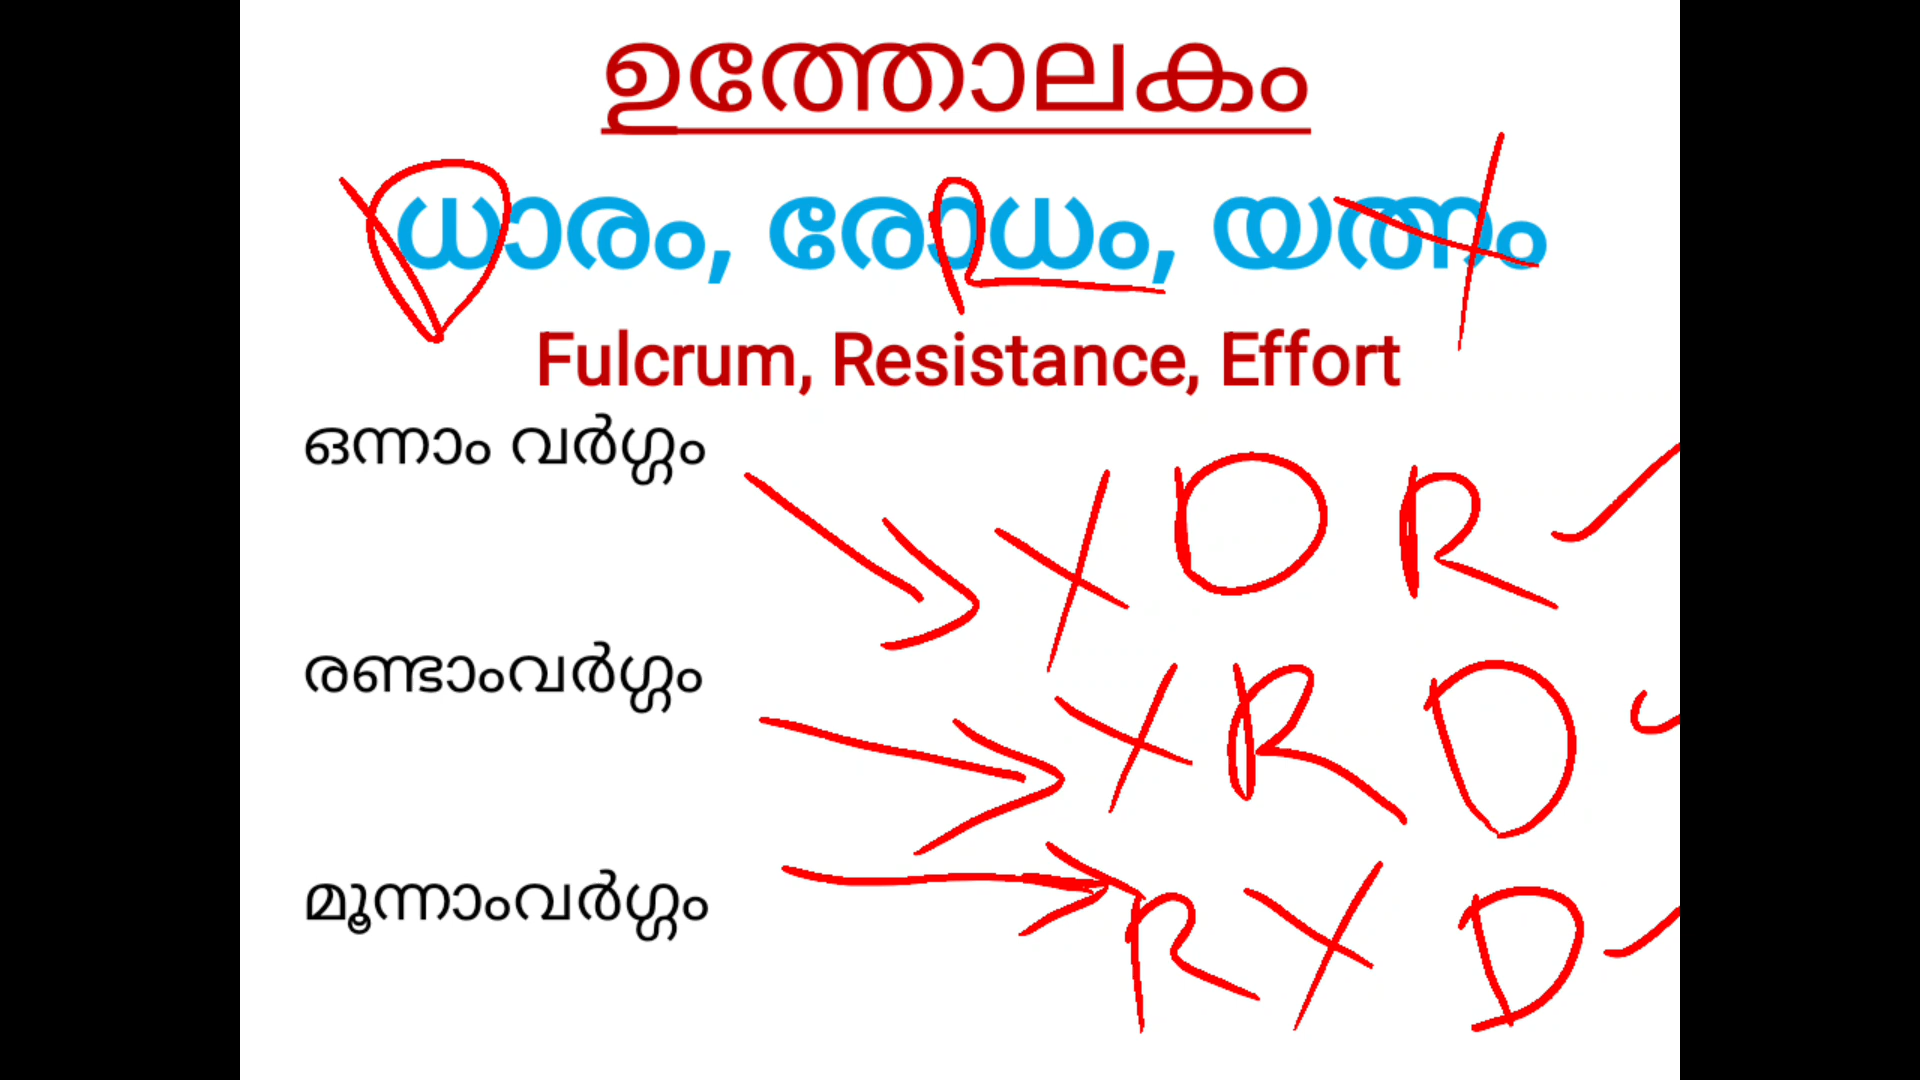 ഉത്തോലകം
ധാരം, രോധം, യത്നം
D R X
Fulcrum, Resistance, Effort
ഒന്നാം വർഗ്ഗം
X D R
രണ്ടാംവർഗ്ഗം
X R D
മൂന്നാംവർഗ്ഗം
R X D